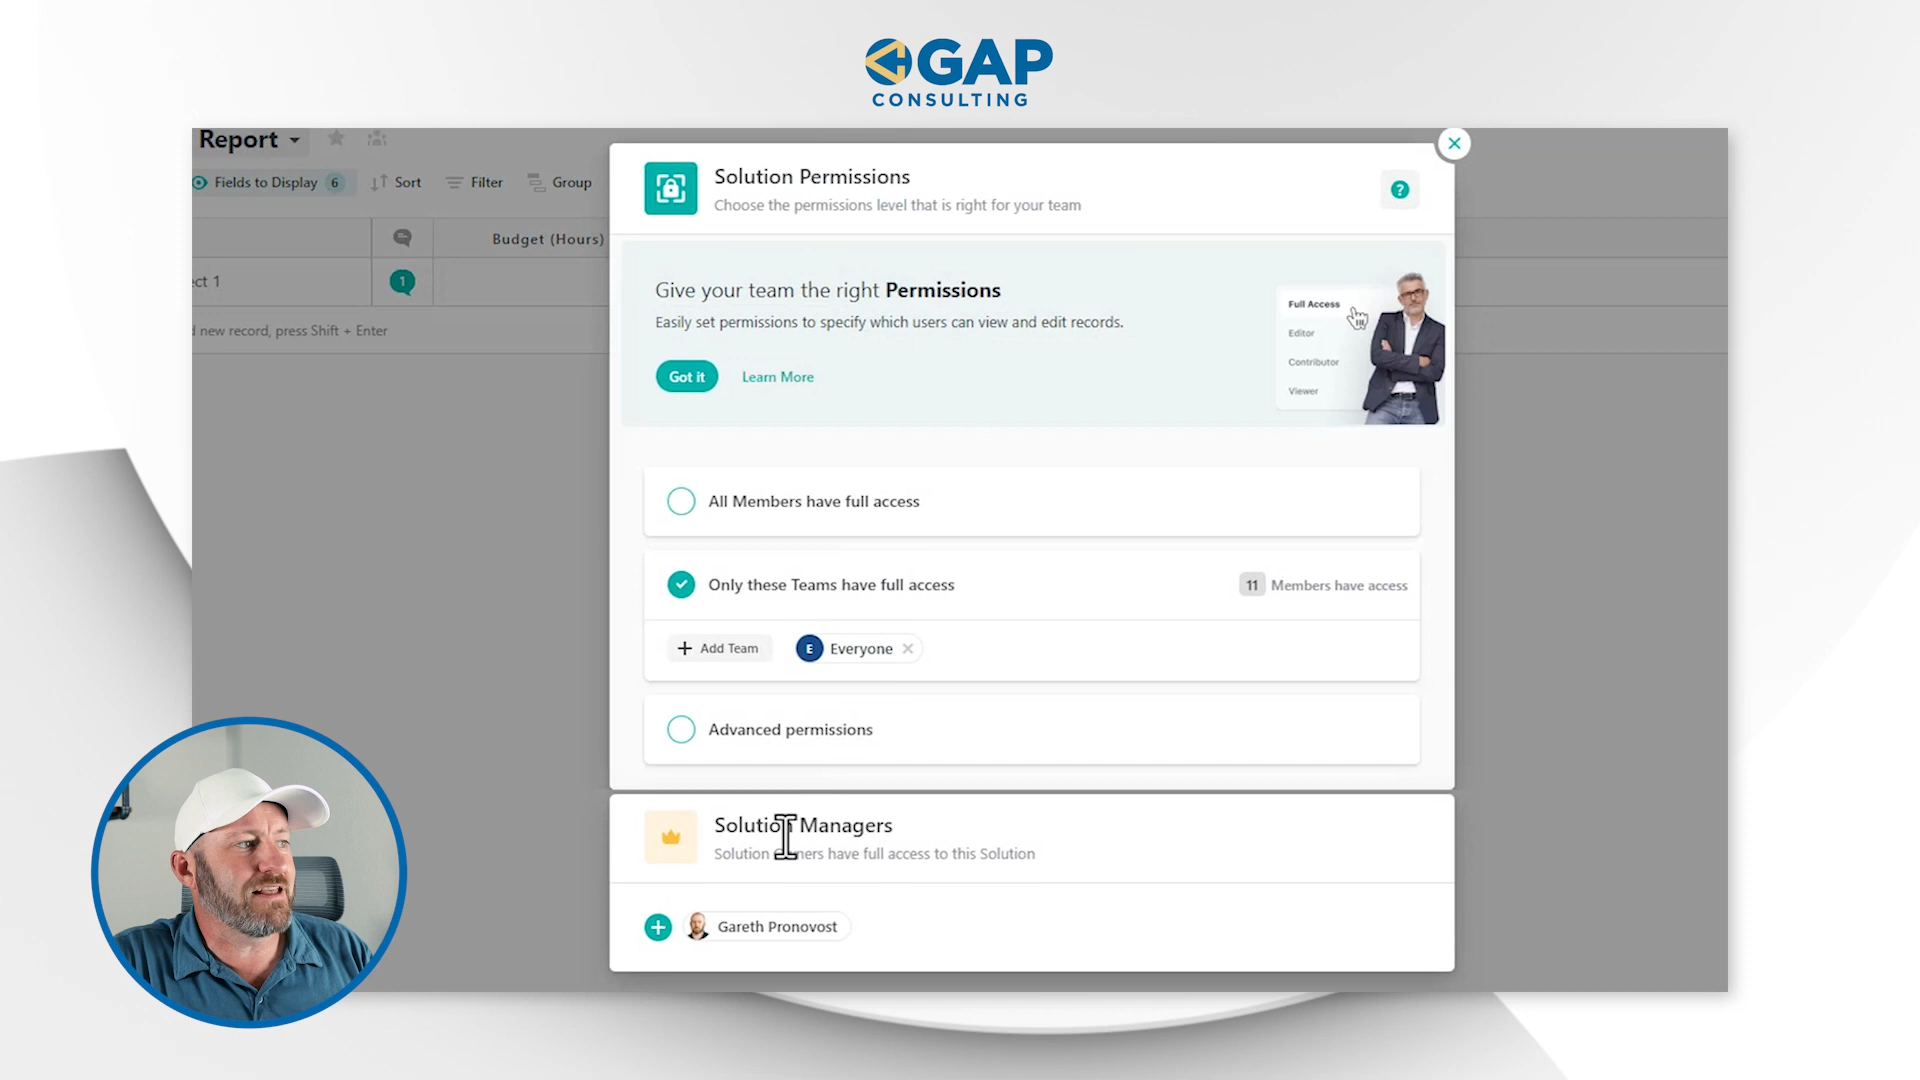 GAP
CONSULTING
Report
Fields to Display 6 Sort Filter Group
Budget (Hours)
ect 1
1
new record, press Shift + Enter
Solution Permissions
Choose the permissions level that is right for your team
?
Give your team the right Permissions
Easily set permissions to specify which users can view and edit records.
Got it Learn More
Full Access
Editor
Contributor
Viewer
All Members have full access
Only these Teams have full access 11 Members have access
+ Add Team E Everyone
Advanced permissions
Solution Managers
Solution have full access to this Solution
Gareth Pronovost